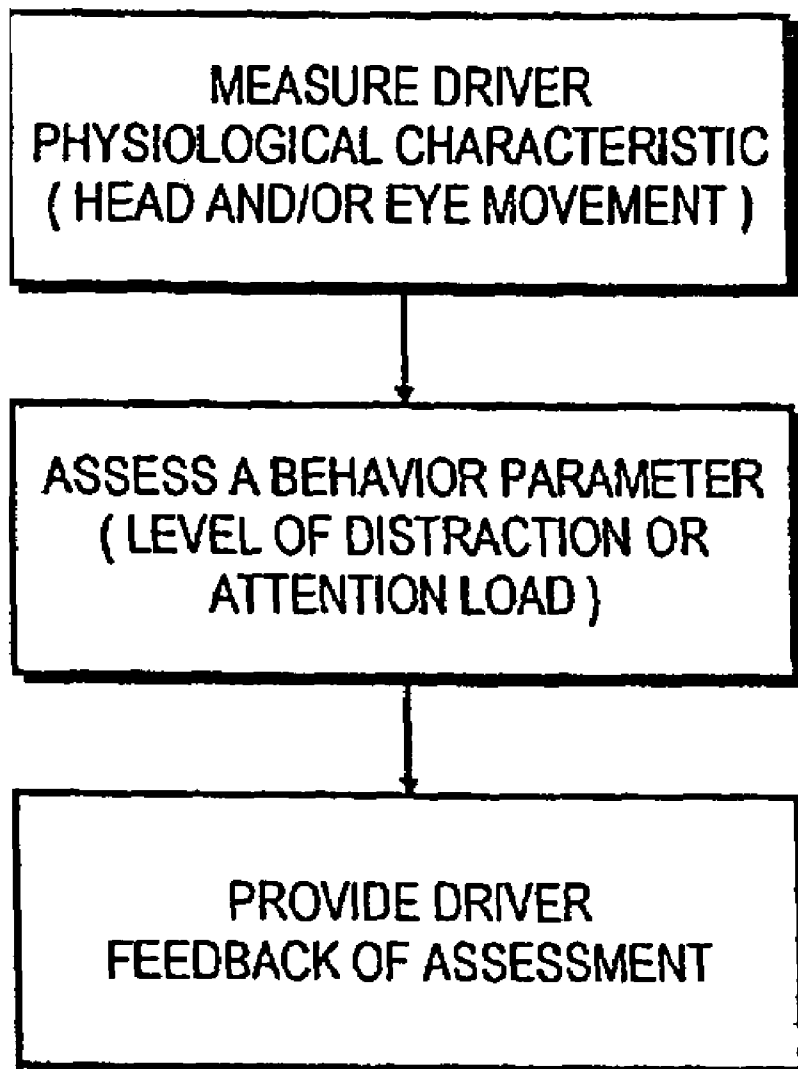 MEASURE DRIVER
PHYSIOLOGICAL CHARACTERISTIC
( HEAD AND/OR EYE MOVEMENT )
ASSESS A BEHAVIOR PARAMETER
( LEVEL OF DISTRACTION OR
ATTENTION LOAD )
PROVIDE DRIVER
FEEDBACK OF ASSESSMENT